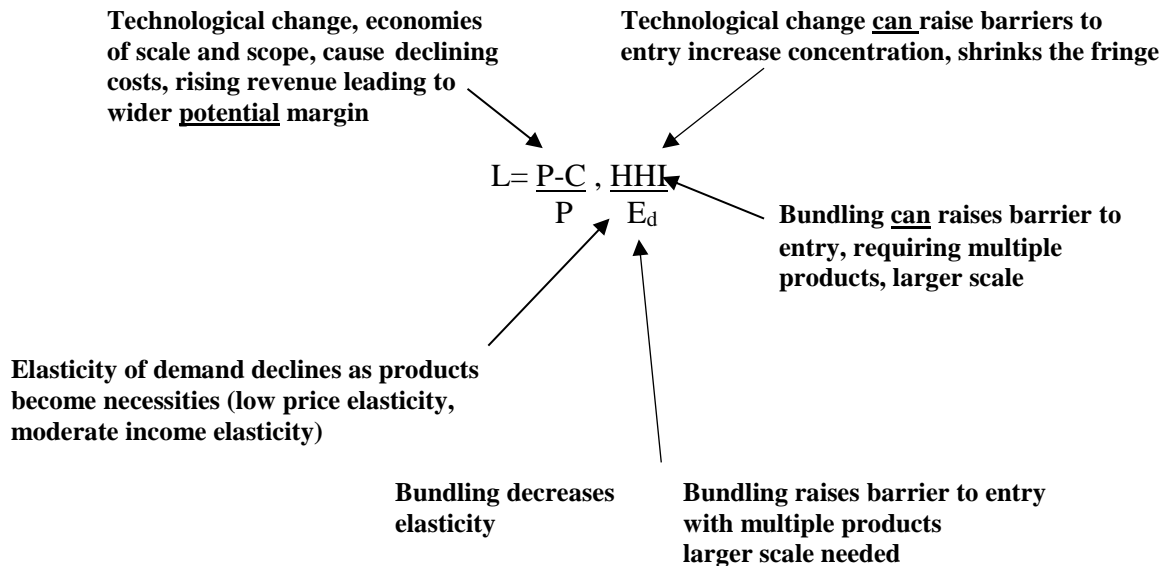 Technological change, economies
of scale and scope, cause declining
costs, rising revenue leading to
wider potential margin
Technological change can raise barriers to
entry increase concentration, shrinks the fringe
L= P-C , HHI
P E₍d₎
Bundling can raises barrier to
entry, requiring multiple
products, larger scale
Elasticity of demand declines as products
become necessities (low price elasticity,
moderate income elasticity)
Bundling decreases
elasticity
Bundling raises barrier to entry
with multiple products
larger scale needed